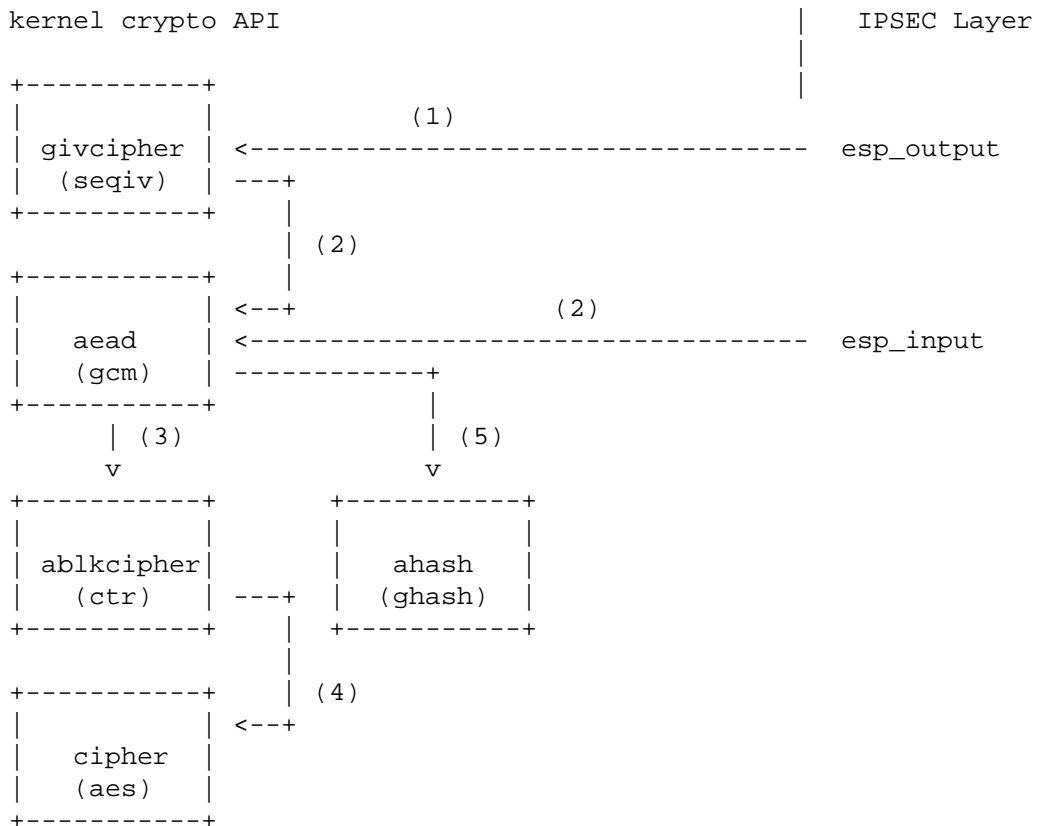 kernel crypto API | IPSEC Layer
|
+-----------+ |
| | (1)
| givcipher | <----------------------------------- esp_output
| (seqiv) | ---+
+-----------+ |
| (2)
+-----------+ |
| | <--+ (2)
| aead | <----------------------------------- esp_input
| (gcm) | ------------+
+-----------+ |
| (3) | (5)
v v
+-----------+ +-----------+
| | | |
| ablkcipher| | ahash |
| (ctr) | ---+ | (ghash) |
+-----------+ | +-----------+
|
+-----------+ | (4)
| | <--+
| cipher |
| (aes) |
+-----------+